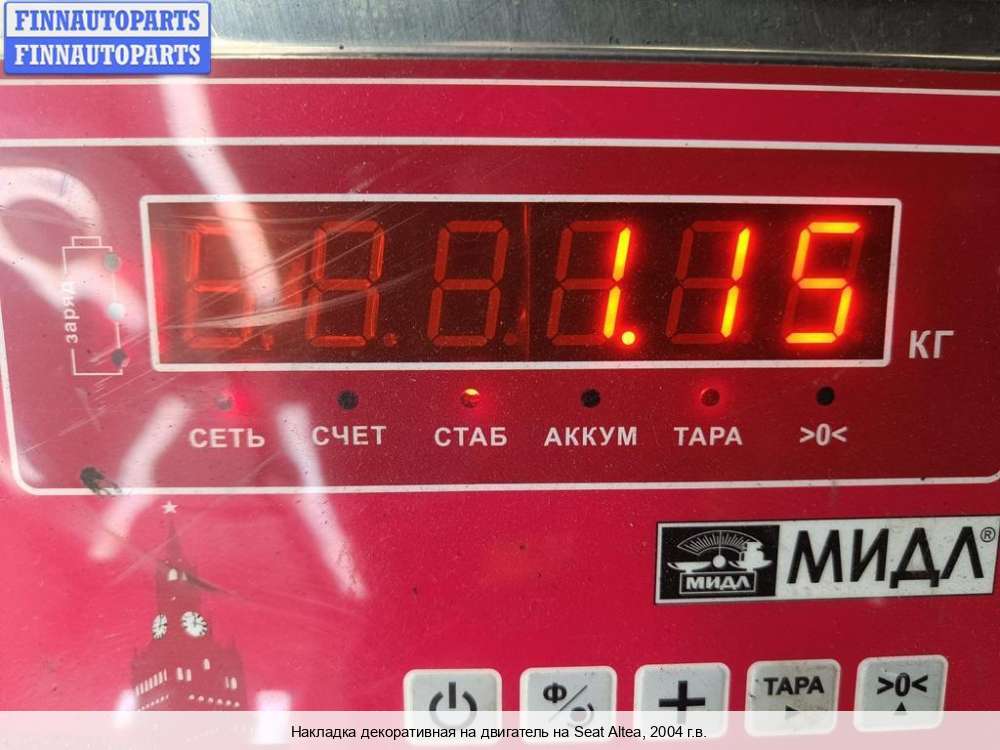 FINNAUTOPARTS
FINNAUTOPARTS
1.15
заряд
КГ
СЕТЬ СЧЕТ СТАБ АККУМ ТАРА >0<
МИДЛ МИДЛ®
Ф/ + ТАРА >0<
Накладка декоративная на двигатель на Seat Altea, 2004 г.в.